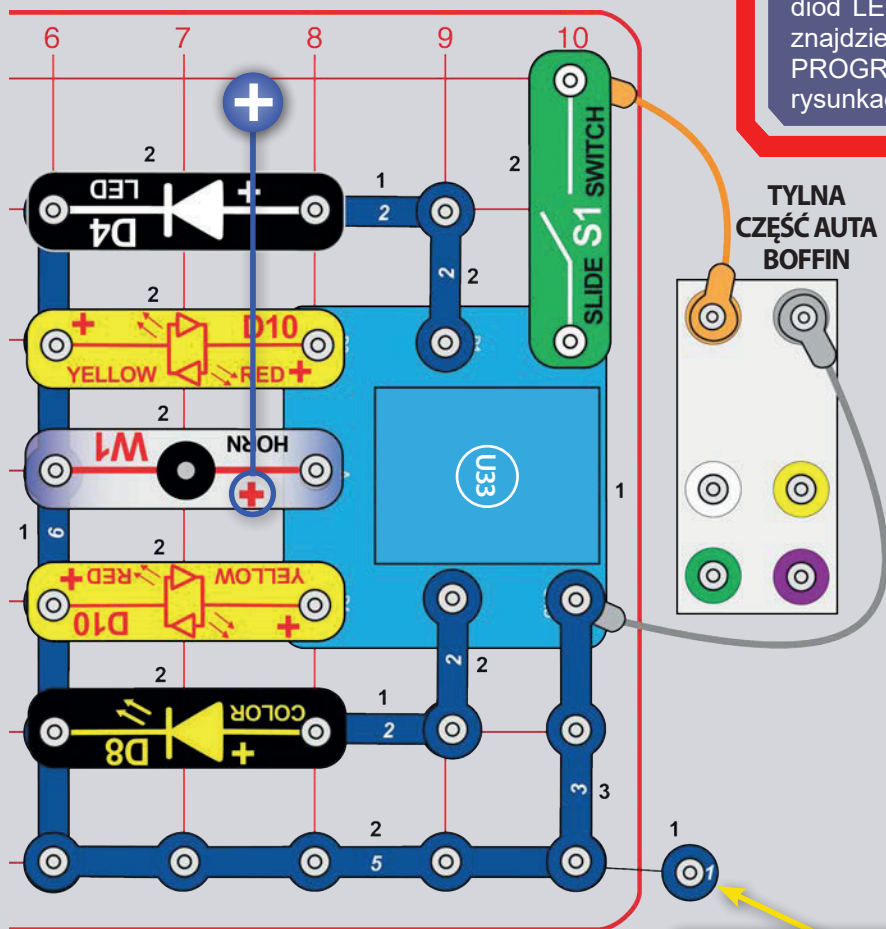 diod LE
znajdzie
PROGR
rysunkac
6 7 8 9 10
+
2
LED +
D4
1
2
2
2
2
SLIDE S1 SWITCH
TYLNA
CZĘŚĆ AUTA
BOFFIN
2
+ D10
YELLOW RED +
2
W1 HORN
+
U33
1
1
6
2
+ RED YELLOW
D10 +
2
2
2
COLOR
D8 +
1
2
3
3
2
5
1
1